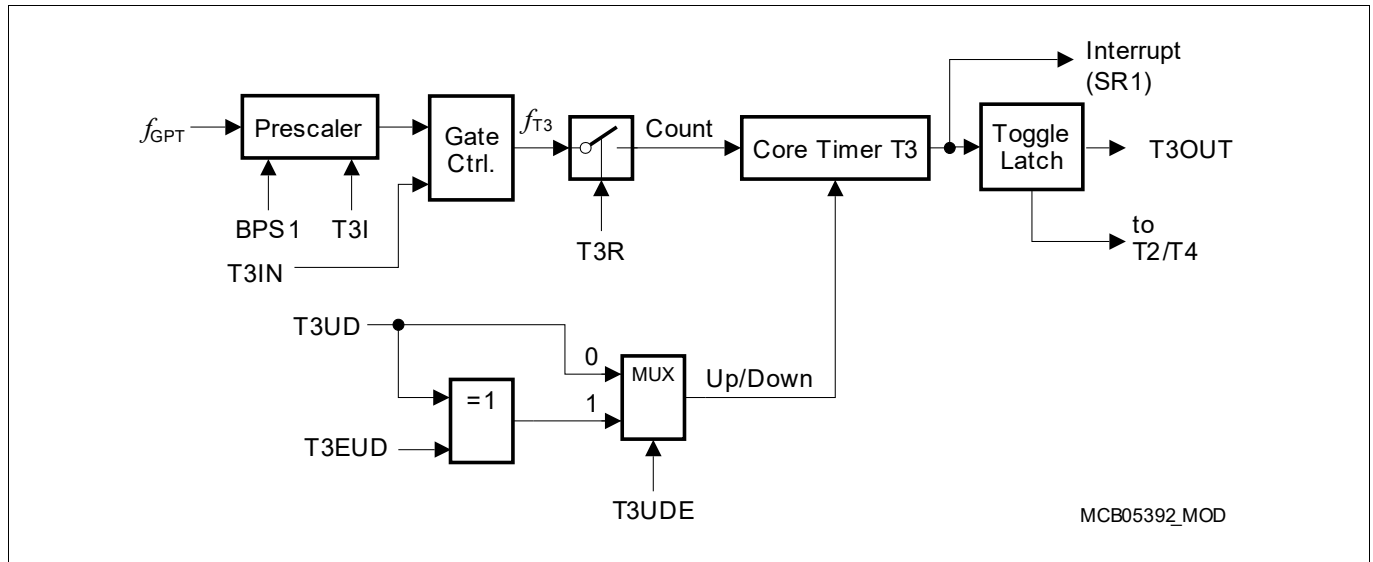 Interrupt
(SR1)
fGPT
Prescaler
Gate
Ctrl.
fT3
Count
Core Timer T3
Toggle
Latch
T3OUT
BPS1
T3I
T3IN
T3R
to
T2/T4
T3UD
0
MUX
Up/Down
=1
1
T3EUD
T3UDE
MCB05392_MOD